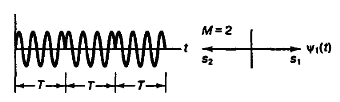 t M = 2 ψ₁(t)
s₂ s₁
T T T